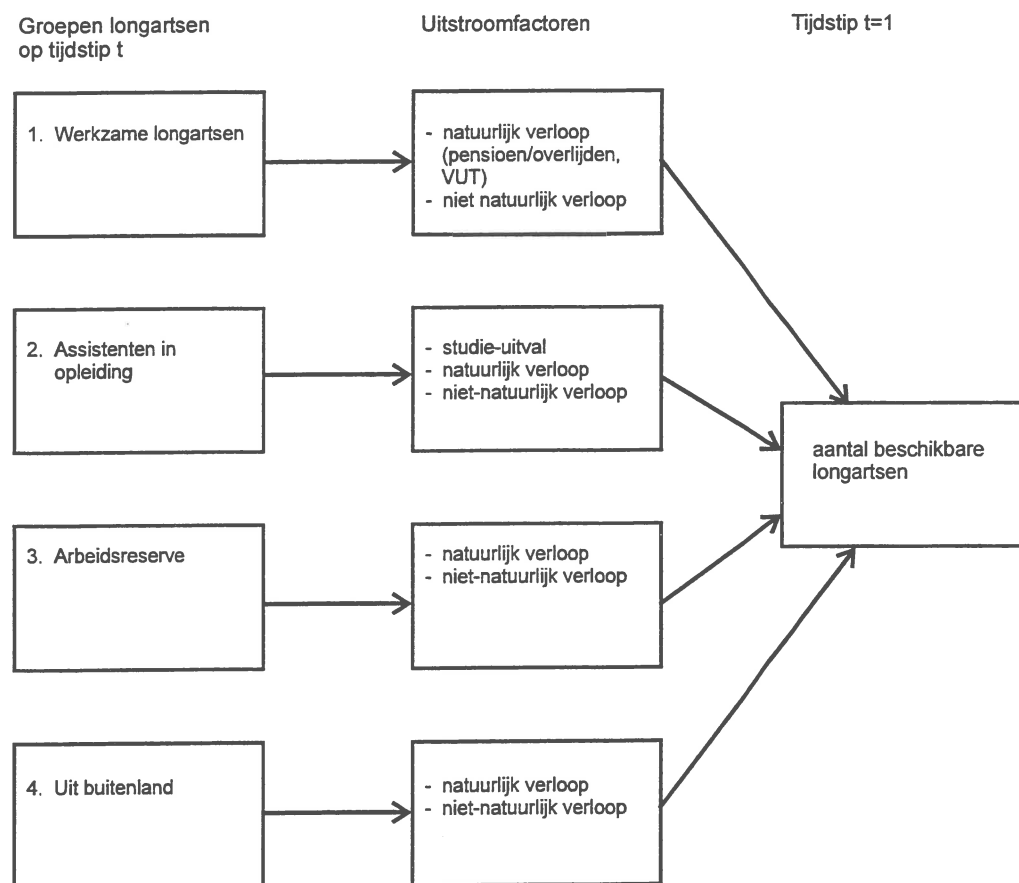 Groepen longartsen
op tijdstip t
Uitstroomfactoren
Tijdstip t=1
1. Werkzame longartsen
- natuurlijk verloop
(pensioen/overlijden,
VUT)
- niet natuurlijk verloop
2. Assistenten in
opleiding
- studie-uitval
- natuurlijk verloop
- niet-natuurlijk verloop
aantal beschikbare
longartsen
3. Arbeidsreserve
- natuurlijk verloop
- niet-natuurlijk verloop
4. Uit buitenland
- natuurlijk verloop
- niet-natuurlijk verloop